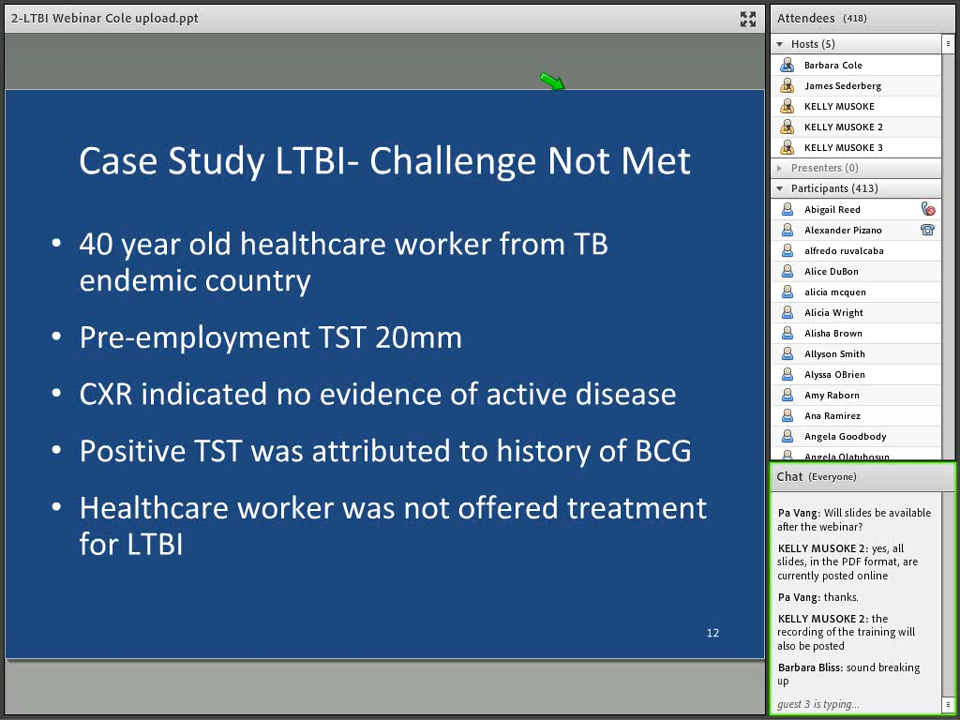 2-LTBI Webinar Cole upload.ppt
Case Study LTBI- Challenge Not Met
• 40 year old healthcare worker from TB
endemic country
• Pre-employment TST 20mm
• CXR indicated no evidence of active disease
• Positive TST was attributed to history of BCG
• Healthcare worker was not offered treatment
for LTBI
12
Attendees (418)
Hosts (5)
Barbara Cole
James Sederberg
KELLY MUSOKE
KELLY MUSOKE 2
KELLY MUSOKE 3
Presenters (0)
Participants (413)
Abigail Reed
Alexander Pizano
alfredo ruvalcaba
Alice DuBon
alicia mcquen
Alicia Wright
Alisha Brown
Allyson Smith
Alyssa OBrien
Amy Raborn
Ana Ramirez
Angela Goodbody
Angela Olatubosun
Chat (Everyone)
Pa Vang: Will slides be available
after the webinar?
KELLY MUSOKE 2: yes, all
slides, in the PDF format, are
currently posted online
Pa Vang: thanks.
KELLY MUSOKE 2: the
recording of the training will
also be posted
Barbara Bliss: sound breaking
up
guest 3 is typing...